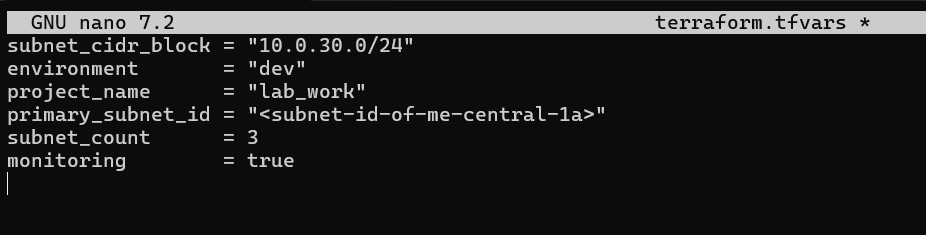 GNU nano 7.2 terraform.tfvars *
subnet_cidr_block = "10.0.30.0/24"
environment       = "dev"
project_name      = "lab_work"
primary_subnet_id = "<subnet-id-of-me-central-1a>"
subnet_count      = 3
monitoring        = true